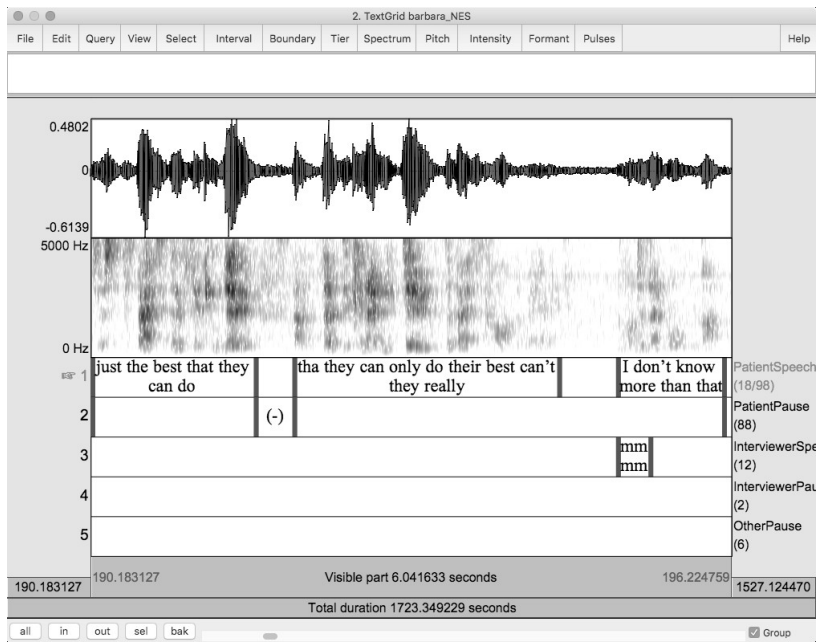 2. TextGrid barbara_NES
File Edit Query View Select Interval Boundary Tier Spectrum Pitch Intensity Formant Pulses Help
0.4802
0
-0.6139
5000 Hz
0 Hz
1 just the best that they can do tha they can only do their best can't they really I don't know more than that PatientSpeech (18/98)
2 (-) PatientPause (88)
3 mm mm InterviewerSpe (12)
4 InterviewerPau (2)
5 OtherPause (6)
190.183127 190.183127 Visible part 6.041633 seconds 196.224759 1527.124470
Total duration 1723.349229 seconds
all in out sel bak Group